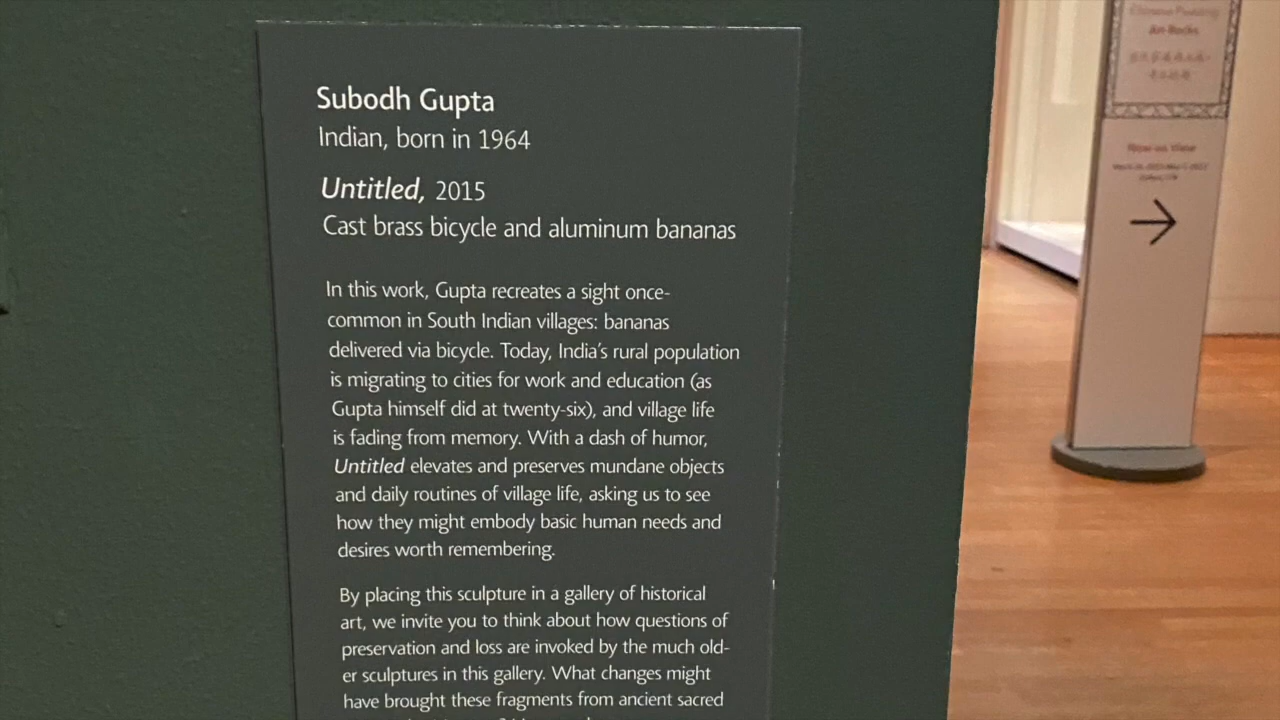 Subodh Gupta
Indian, born in 1964
Untitled, 2015
Cast brass bicycle and aluminum bananas
In this work, Gupta recreates a sight once-
common in South Indian villages: bananas
delivered via bicycle. Today, India's rural population
is migrating to cities for work and education (as
Gupta himself did at twenty-six), and village life
is fading from memory. With a dash of humor,
Untitled elevates and preserves mundane objects
and daily routines of village life, asking us to see
how they might embody basic human needs and
desires worth remembering.
By placing this sculpture in a gallery of historical
art, we invite you to think about how questions of
preservation and loss are invoked by the much old-
er sculptures in this gallery. What changes might
have brought these fragments from ancient sacred
Art Rocks
Now on View